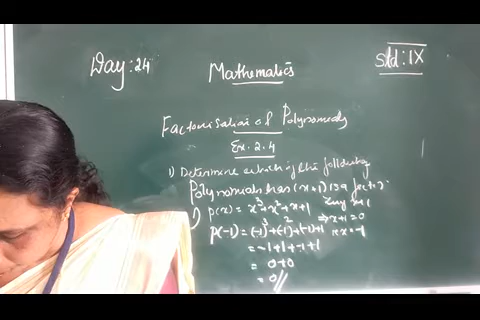 Day: 24
Mathematics
Std: IX
Factorisation of Polynomials
Ex. 2.4
1) Determine which of the following
Polynomials has (x+1) is a factor.
i) p(x) = x³+x²+x+1
⇒ x+1=0
p(-1) = (-1)³+(-1)²+(-1)+1
x=-1
= -1+1+-1+1
= 0+0
= 0//